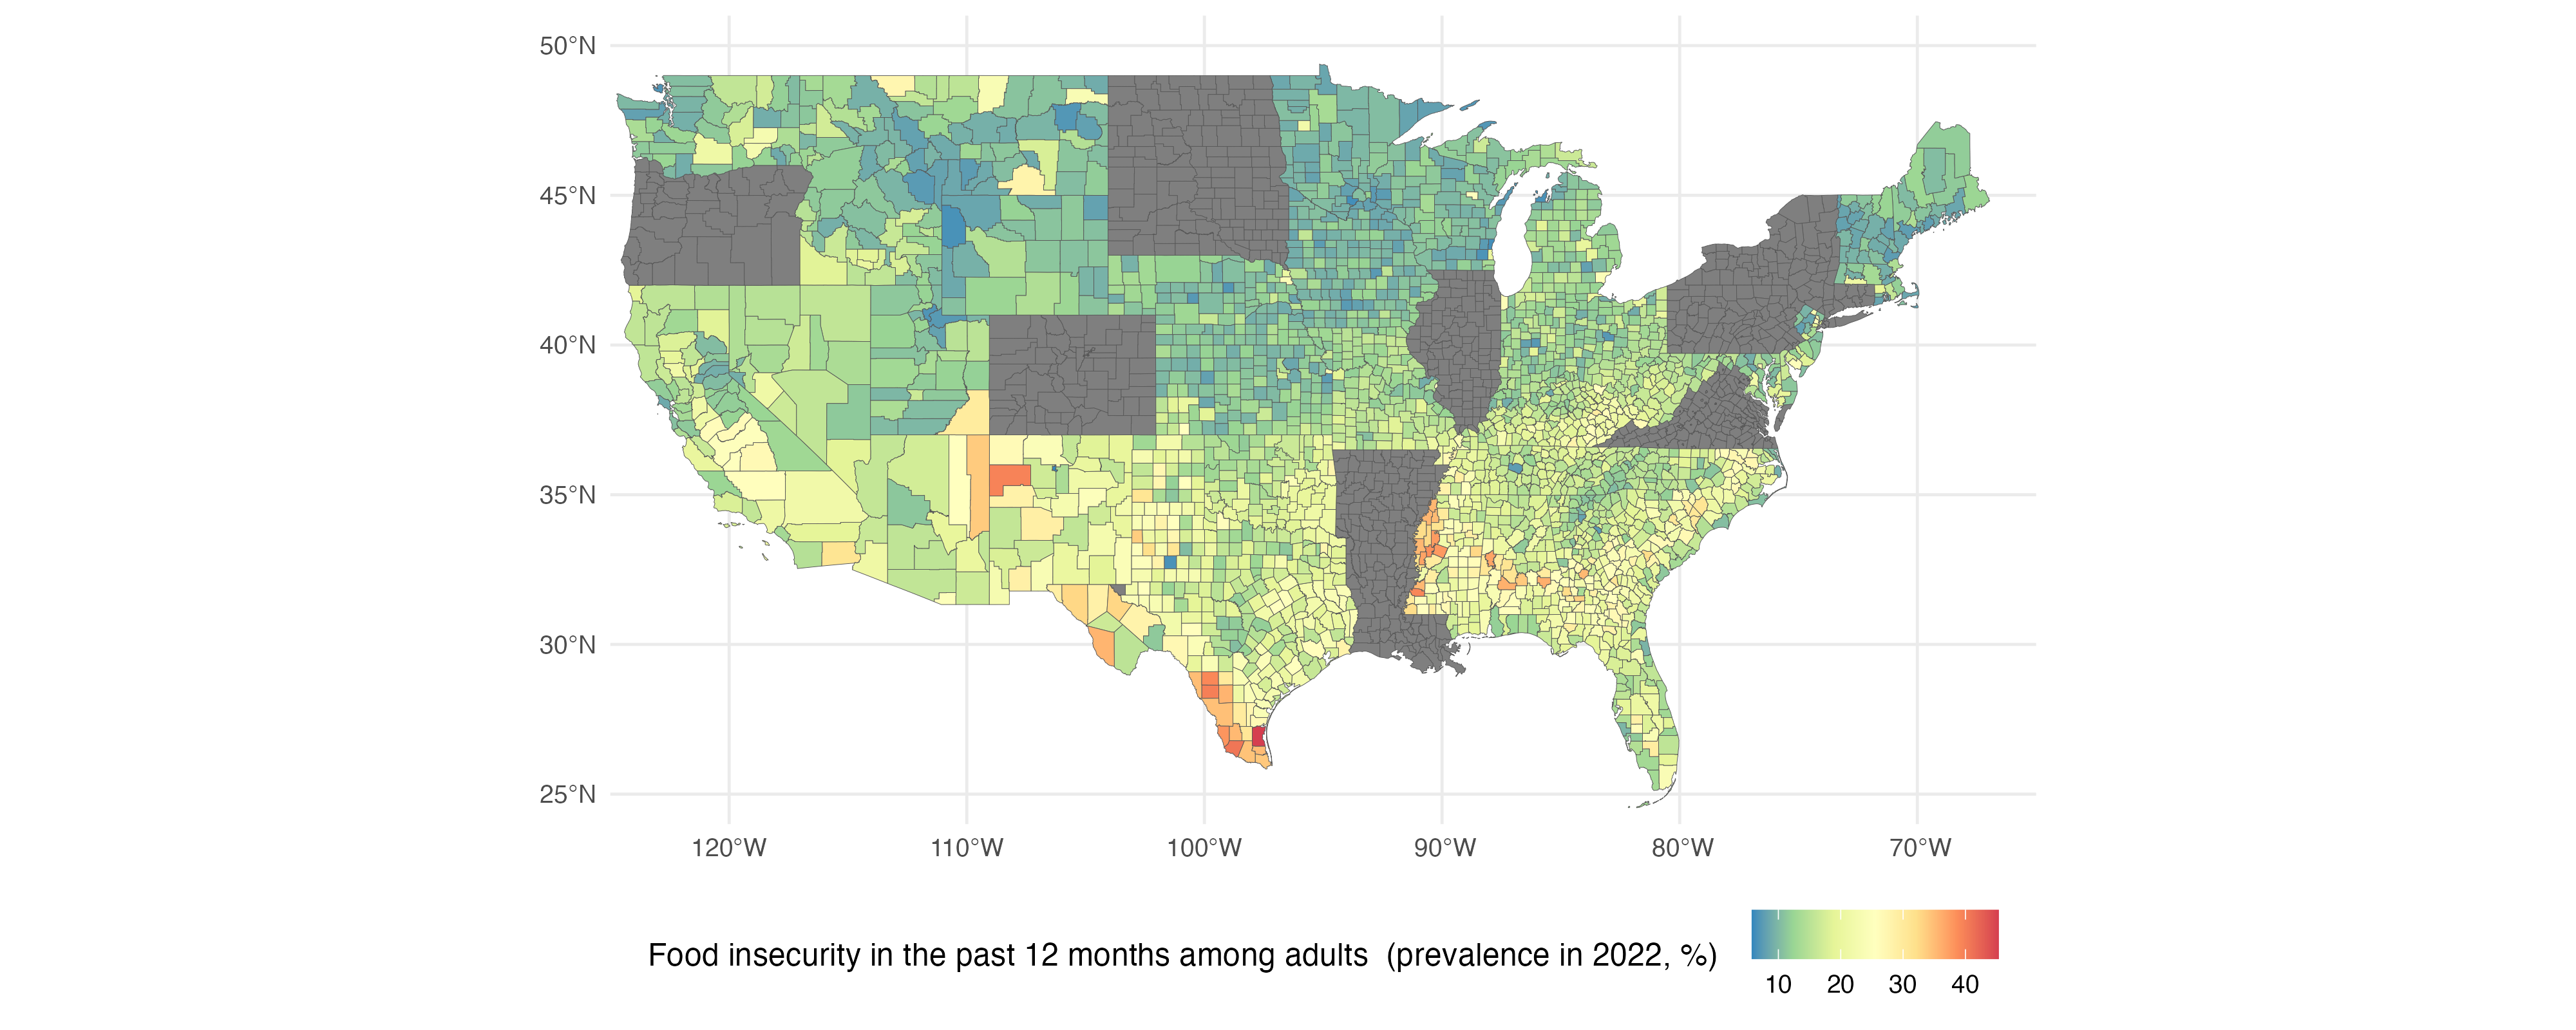 50°N
45°N
40°N
35°N
30°N
25°N
120°W 110°W 100°W 90°W 80°W 70°W
Food insecurity in the past 12 months among adults  (prevalence in 2022, %)
10 20 30 40